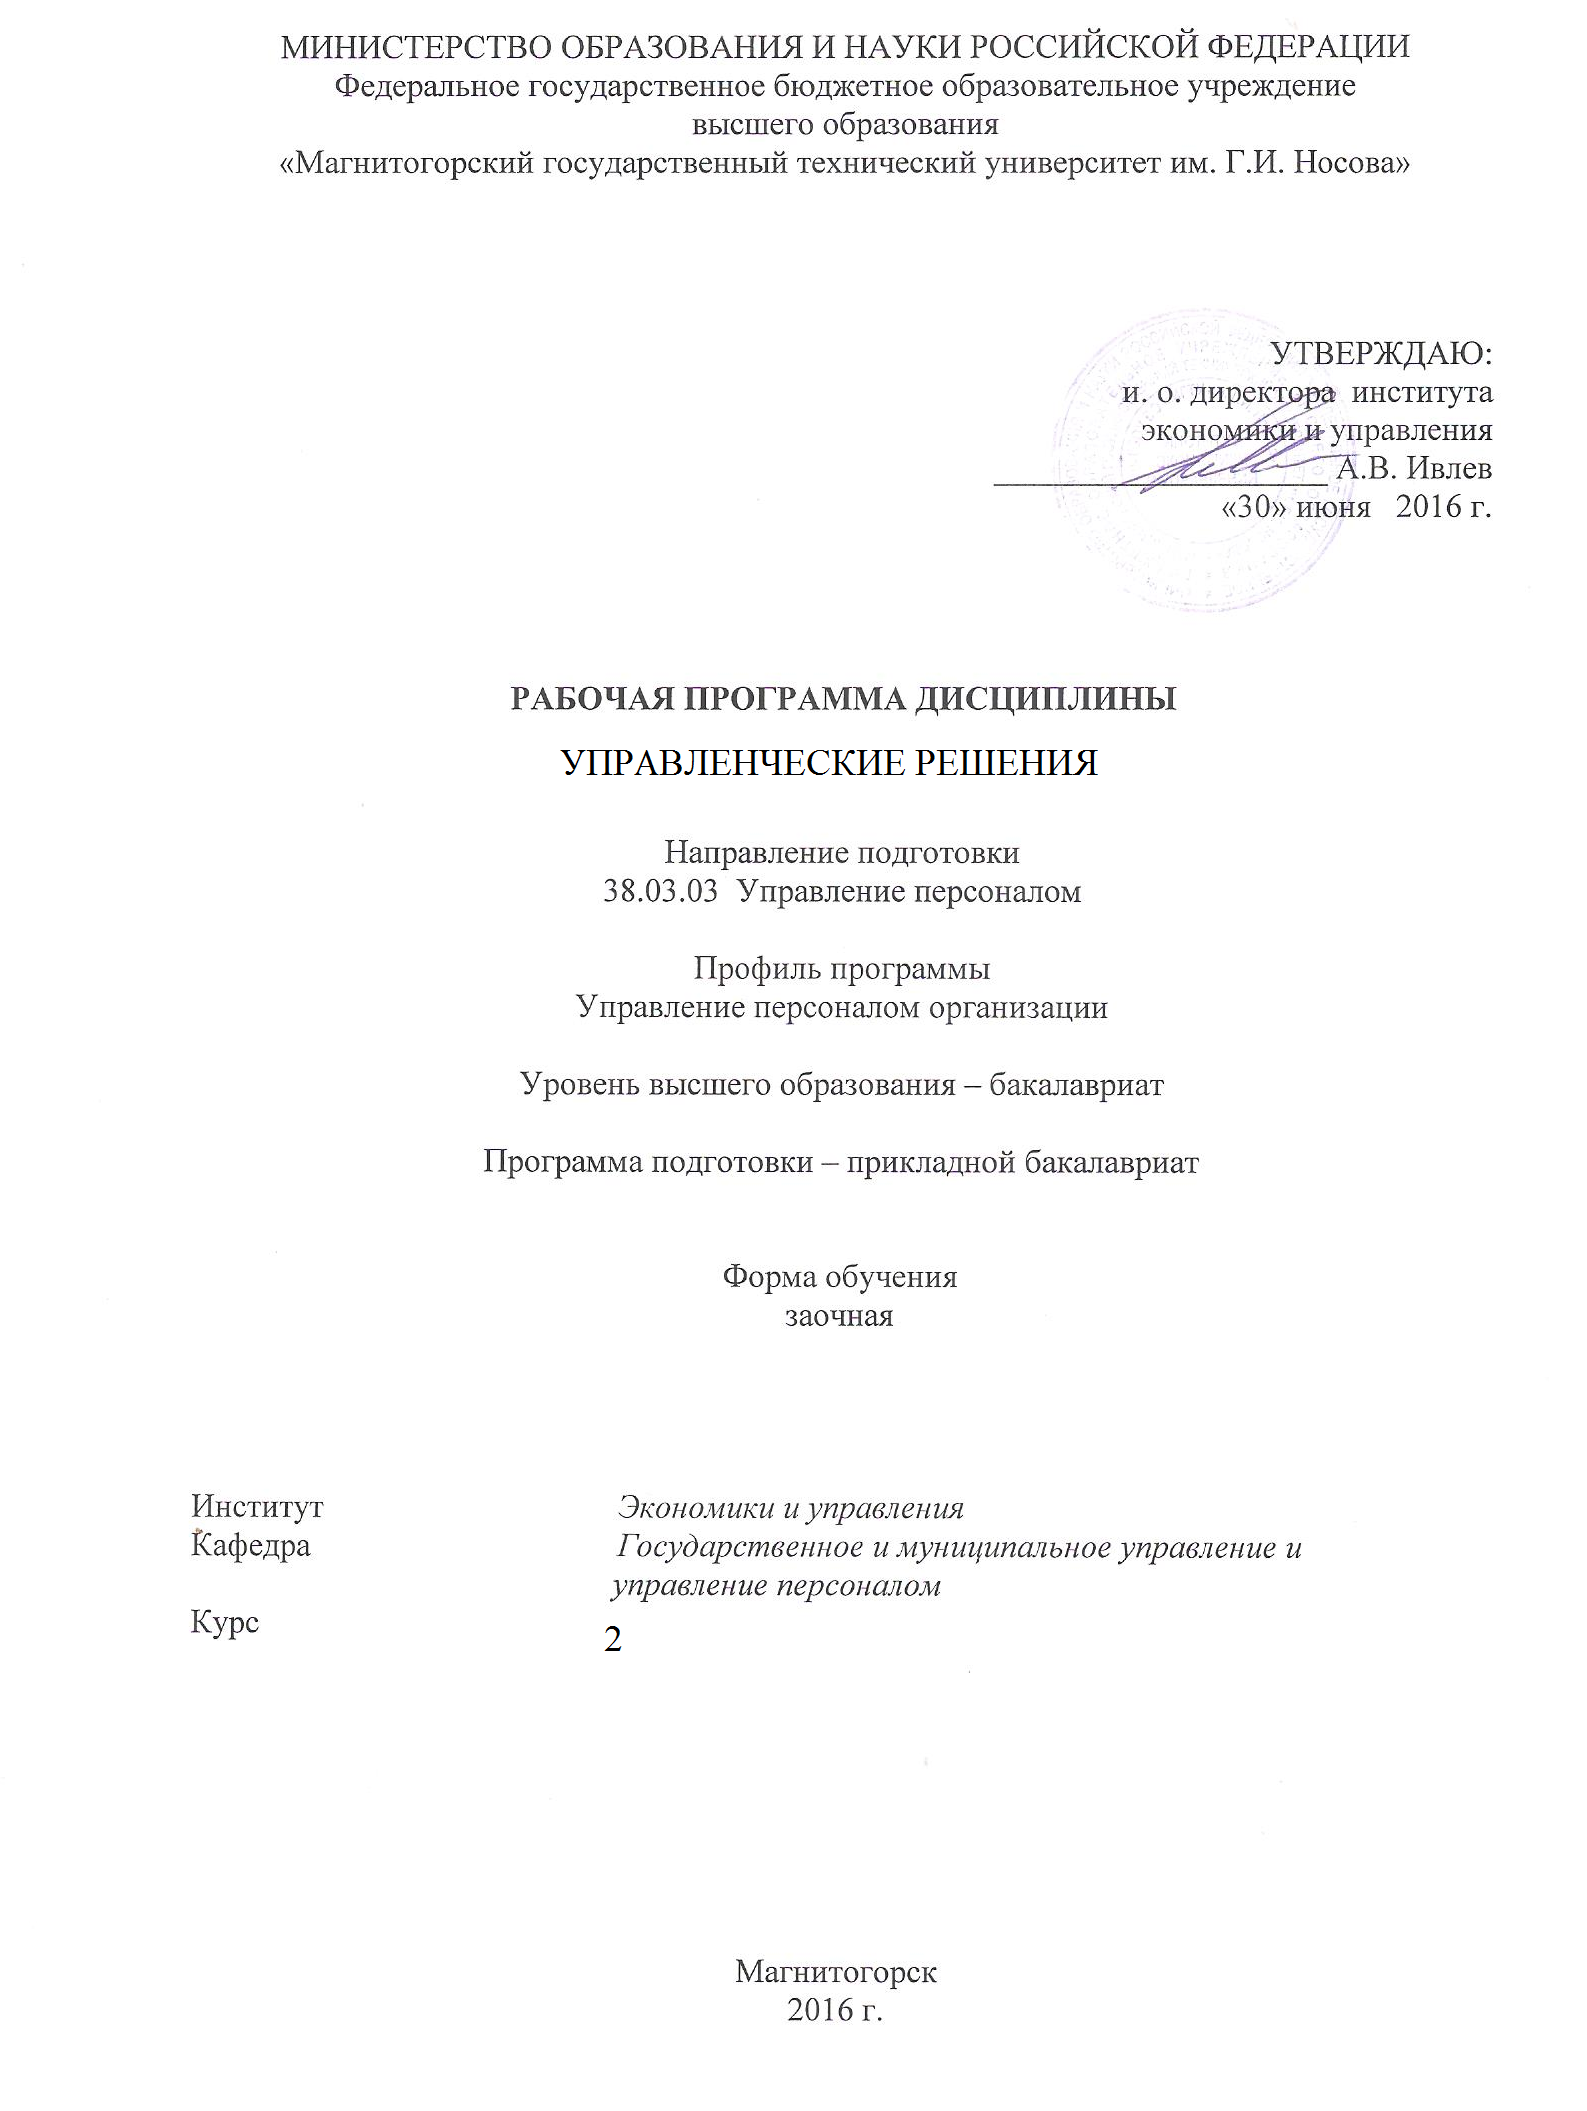 МИНИСТЕРСТВО ОБРАЗОВАНИЯ И НАУКИ РОССИЙСКОЙ ФЕДЕРАЦИИ
Федеральное государственное бюджетное образовательное учреждение
высшего образования
«Магнитогорский государственный технический университет им. Г.И. Носова»
УТВЕРЖДАЮ:
и. о. директора института
экономики и управления
А.В. Ивлев
«30» июня 2016 г.
РАБОЧАЯ ПРОГРАММА ДИСЦИПЛИНЫ
УПРАВЛЕНЧЕСКИЕ РЕШЕНИЯ
Направление подготовки
38.03.03 Управление персоналом
Профиль программы
Управление персоналом организации
Уровень высшего образования – бакалавриат
Программа подготовки – прикладной бакалавриат
Форма обучения
заочная
Институт Экономики и управления
Кафедра Государственное и муниципальное управление и
управление персоналом
Курс 2
Магнитогорск
2016 г.